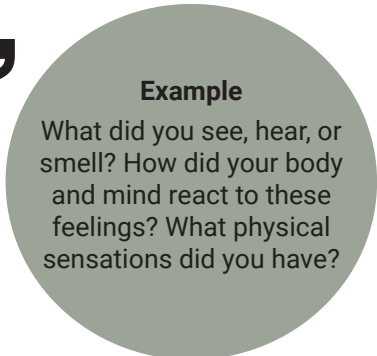 Example
What did you see, hear, or
smell? How did your body
and mind react to these
feelings? What physical
sensations did you have?